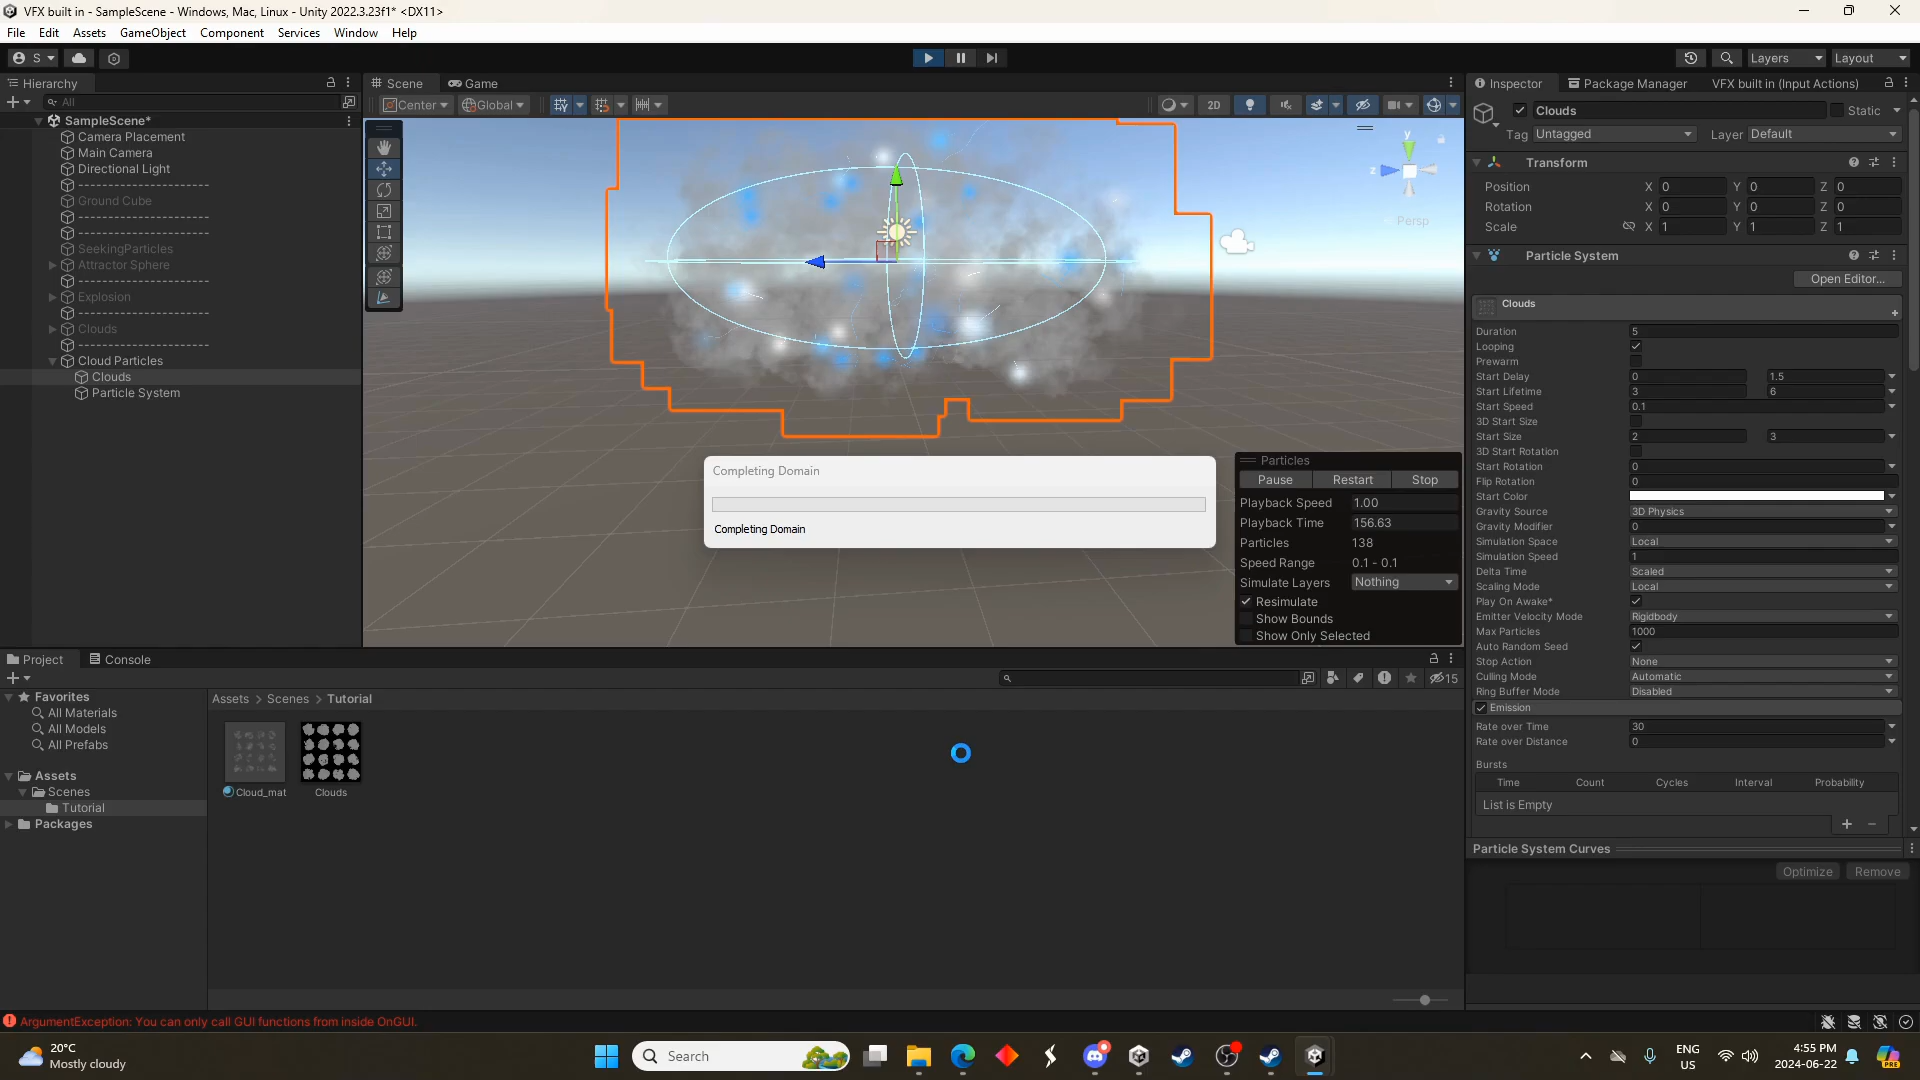 VFX built in - SampleScene - Windows, Mac, Linux - Unity 2022.3.23f1* <DX11>
File Edit Assets GameObject Component Services Window Help
S Layers Layout
Hierarchy
All
SampleScene*
Camera Placement
Main Camera
Directional Light
--------------------
Ground Cube
--------------------
--------------------
SeekingParticles
Attractor Sphere
--------------------
Explosion
--------------------
Clouds
--------------------
Cloud Particles
Clouds
Particle System
Scene Game
Center Global 2D
y
z
Persp
Completing Domain
Completing Domain
Particles
Pause Restart Stop
Playback Speed 1.00
Playback Time 156.63
Particles 138
Speed Range 0.1 - 0.1
Simulate Layers Nothing
Resimulate
Show Bounds
Show Only Selected
Inspector Package Manager VFX built in (Input Actions)
Clouds Static
Tag Untagged Layer Default
Transform
Position X 0 Y 0 Z 0
Rotation X 0 Y 0 Z 0
Scale X 1 Y 1 Z 1
Particle System
Open Editor...
Clouds
Duration 5
Looping
Prewarm
Start Delay 0 1.5
Start Lifetime 3 6
Start Speed 0.1
3D Start Size
Start Size 2 3
3D Start Rotation
Start Rotation 0
Flip Rotation 0
Start Color
Gravity Source 3D Physics
Gravity Modifier 0
Simulation Space Local
Simulation Speed 1
Delta Time Scaled
Scaling Mode Local
Play On Awake*
Emitter Velocity Mode Rigidbody
Max Particles 1000
Auto Random Seed
Stop Action None
Culling Mode Automatic
Ring Buffer Mode Disabled
Emission
Rate over Time 30
Rate over Distance 0
Bursts
Time Count Cycles Interval Probability
List is Empty
Particle System Curves
Optimize Remove
Project Console
15
Favorites
All Materials
All Models
All Prefabs
Assets
Scenes
Tutorial
Packages
Assets > Scenes > Tutorial
Cloud_mat Clouds
ArgumentException: You can only call GUI functions from inside OnGUI.
20°C
Mostly cloudy
Search
ENG
US
4:55 PM
2024-06-22
PRE